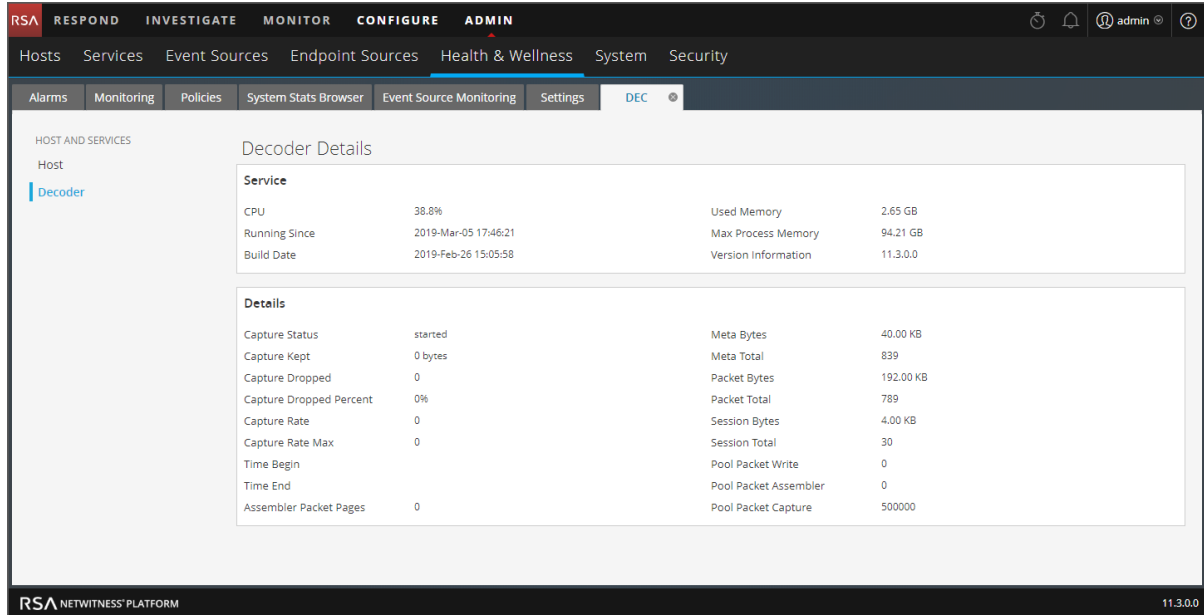 RSA RESPOND INVESTIGATE MONITOR CONFIGURE ADMIN admin
Hosts Services Event Sources Endpoint Sources Health & Wellness System Security
Alarms Monitoring Policies System Stats Browser Event Source Monitoring Settings DEC
HOST AND SERVICES
Host
Decoder
Decoder Details
Service
CPU 38.8% Used Memory 2.65 GB
Running Since 2019-Mar-05 17:46:21 Max Process Memory 94.21 GB
Build Date 2019-Feb-26 15:05:58 Version Information 11.3.0.0
Details
Capture Status started Meta Bytes 40.00 KB
Capture Kept 0 bytes Meta Total 839
Capture Dropped 0 Packet Bytes 192.00 KB
Capture Dropped Percent 0% Packet Total 789
Capture Rate 0 Session Bytes 4.00 KB
Capture Rate Max 0 Session Total 30
Time Begin Pool Packet Write 0
Time End Pool Packet Assembler 0
Assembler Packet Pages 0 Pool Packet Capture 500000
RSA NETWITNESS® PLATFORM 11.3.0.0